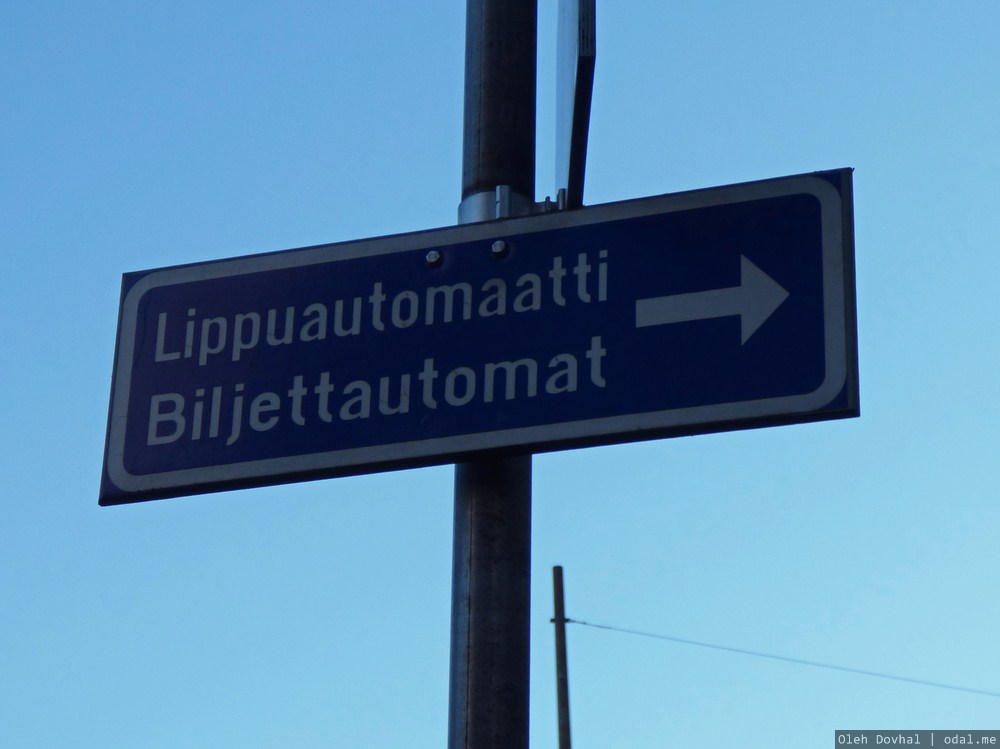 Lippuautomaatti
Biljettautomat
Oleh Dovhal | odal.me